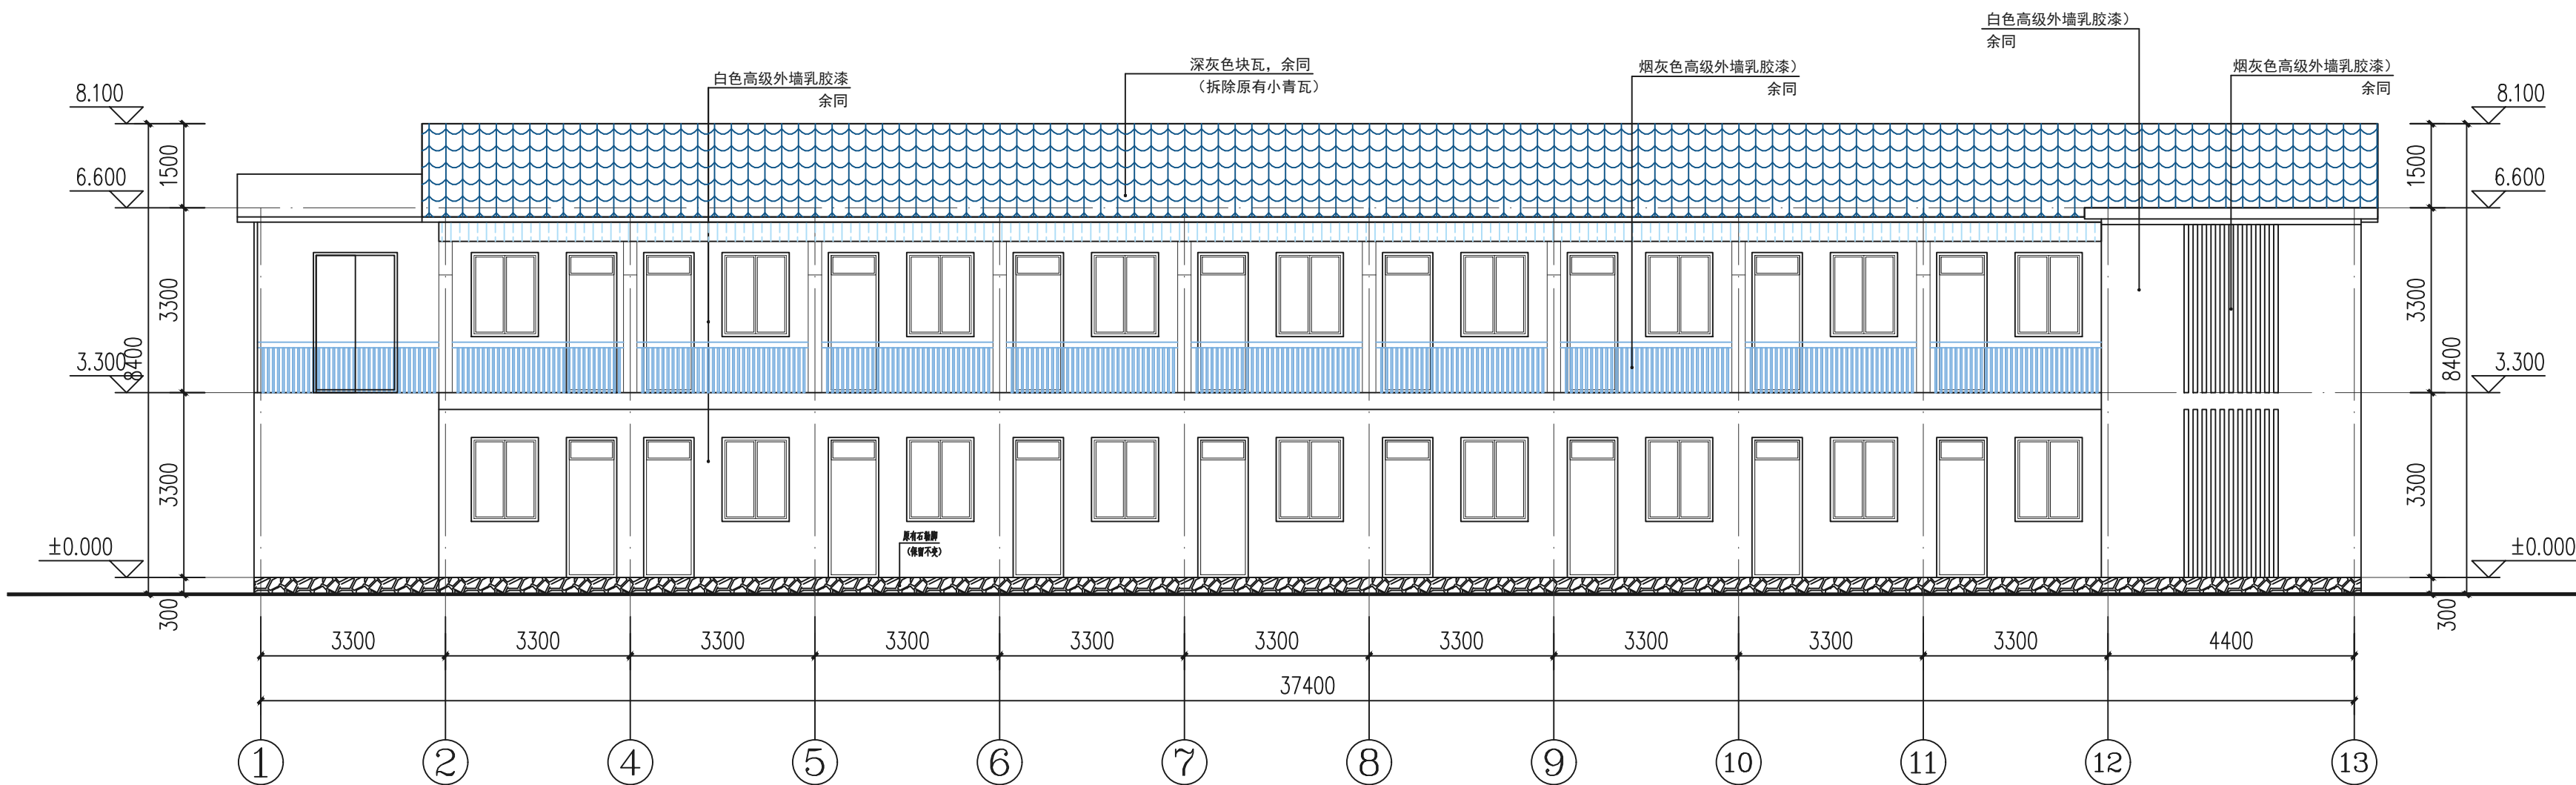 白色高级外墙乳胶漆）
余同
深灰色块瓦，余同
（拆除原有小青瓦）
烟灰色高级外墙乳胶漆）
余同
烟灰色高级外墙乳胶漆）
余同
白色高级外墙乳胶漆
余同
8.100
8.100
1500
1500
6.600
6.600
3300
3300
8400
8400
3.300
3.300
3300
3300
原有石勒脚
（保留不变）
±0.000
±0.000
300
300
3300 3300 3300 3300 3300 3300 3300 3300 3300 3300 4400
37400
1 2 4 5 6 7 8 9 10 11 12 13